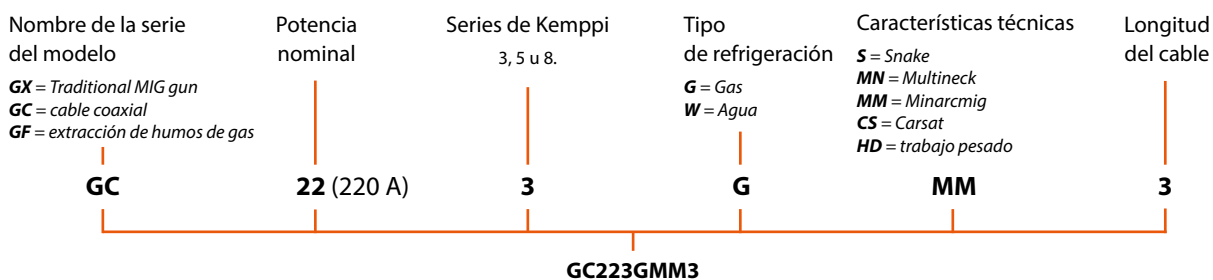 Nombre de la serie
del modelo
GX = Traditional MIG gun
GC = cable coaxial
GF = extracción de humos de gas
Potencia
nominal
Series de Kemppi
3, 5 u 8.
Tipo
de refrigeración
G = Gas
W = Agua
Características técnicas
S = Snake
MN = Multineck
MM = Minarcmig
CS = Carsat
HD = trabajo pesado
Longitud
del cable
GC 22 (220 A) 3 G MM 3
GC223GMM3